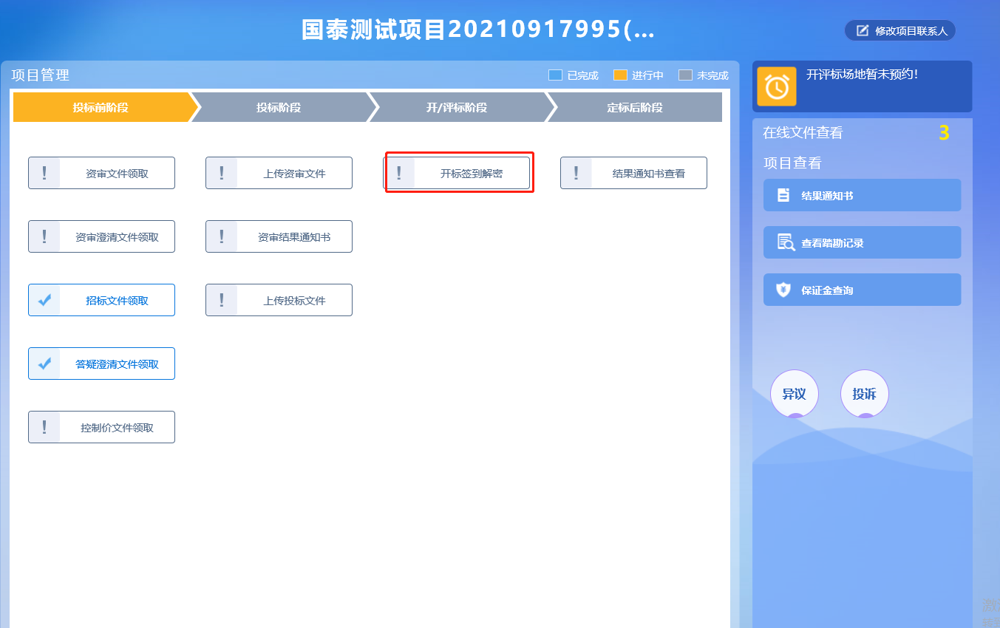 国泰测试项目20210917995(...
修改项目联系人
项目管理
已完成
进行中
未完成
投标前阶段
投标阶段
开/评标阶段
定标后阶段
资审文件领取
上传资审文件
开标签到解密
结果通知书查看
资审澄清文件领取
资审结果通知书
招标文件领取
上传投标文件
答疑澄清文件领取
控制价文件领取
开评标场地暂未预约！
在线文件查看
3
项目查看
结果通知书
查看踏勘记录
保证金查询
异议
投诉